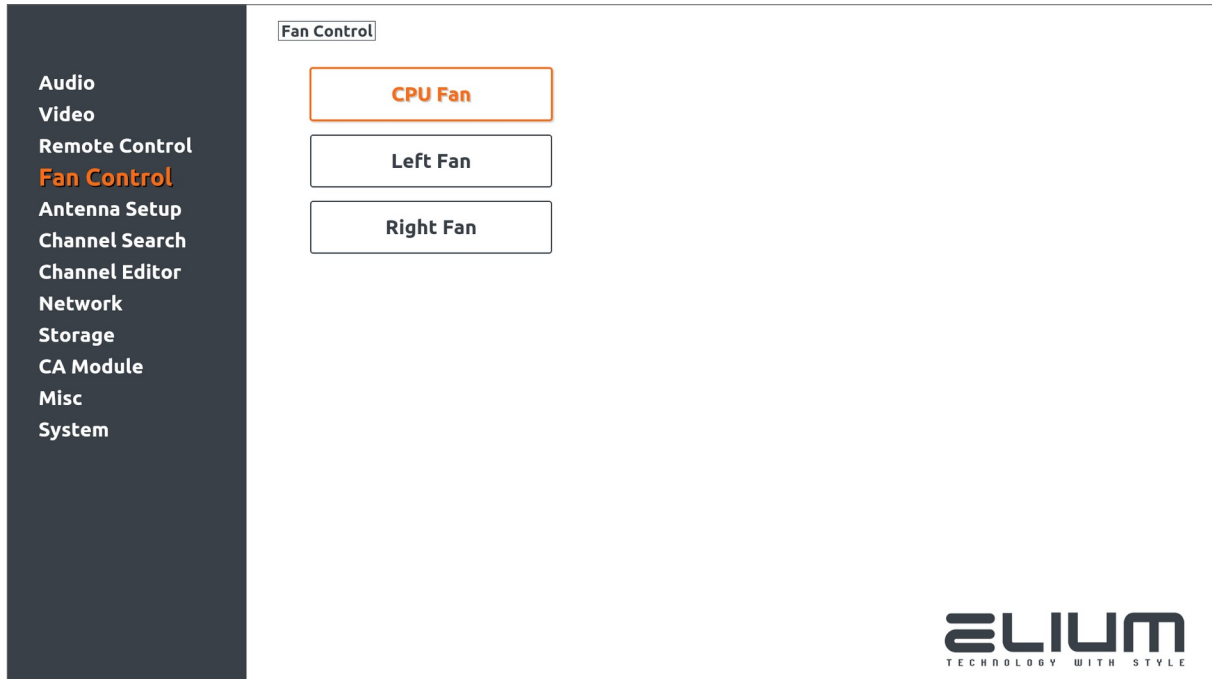 Fan Control
Audio
Video
Remote Control
Fan Control
Antenna Setup
Channel Search
Channel Editor
Network
Storage
CA Module
Misc
System
CPU Fan
Left Fan
Right Fan
ELIUM
TECHNOLOGY WITH STYLE